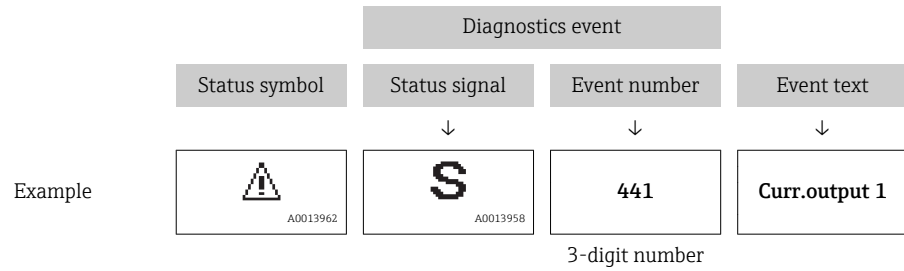 Diagnostics event
Status symbol Status signal Event number Event text
↓ ↓ ↓
Example S 441 Curr.output 1
A0013962 A0013958
3-digit number